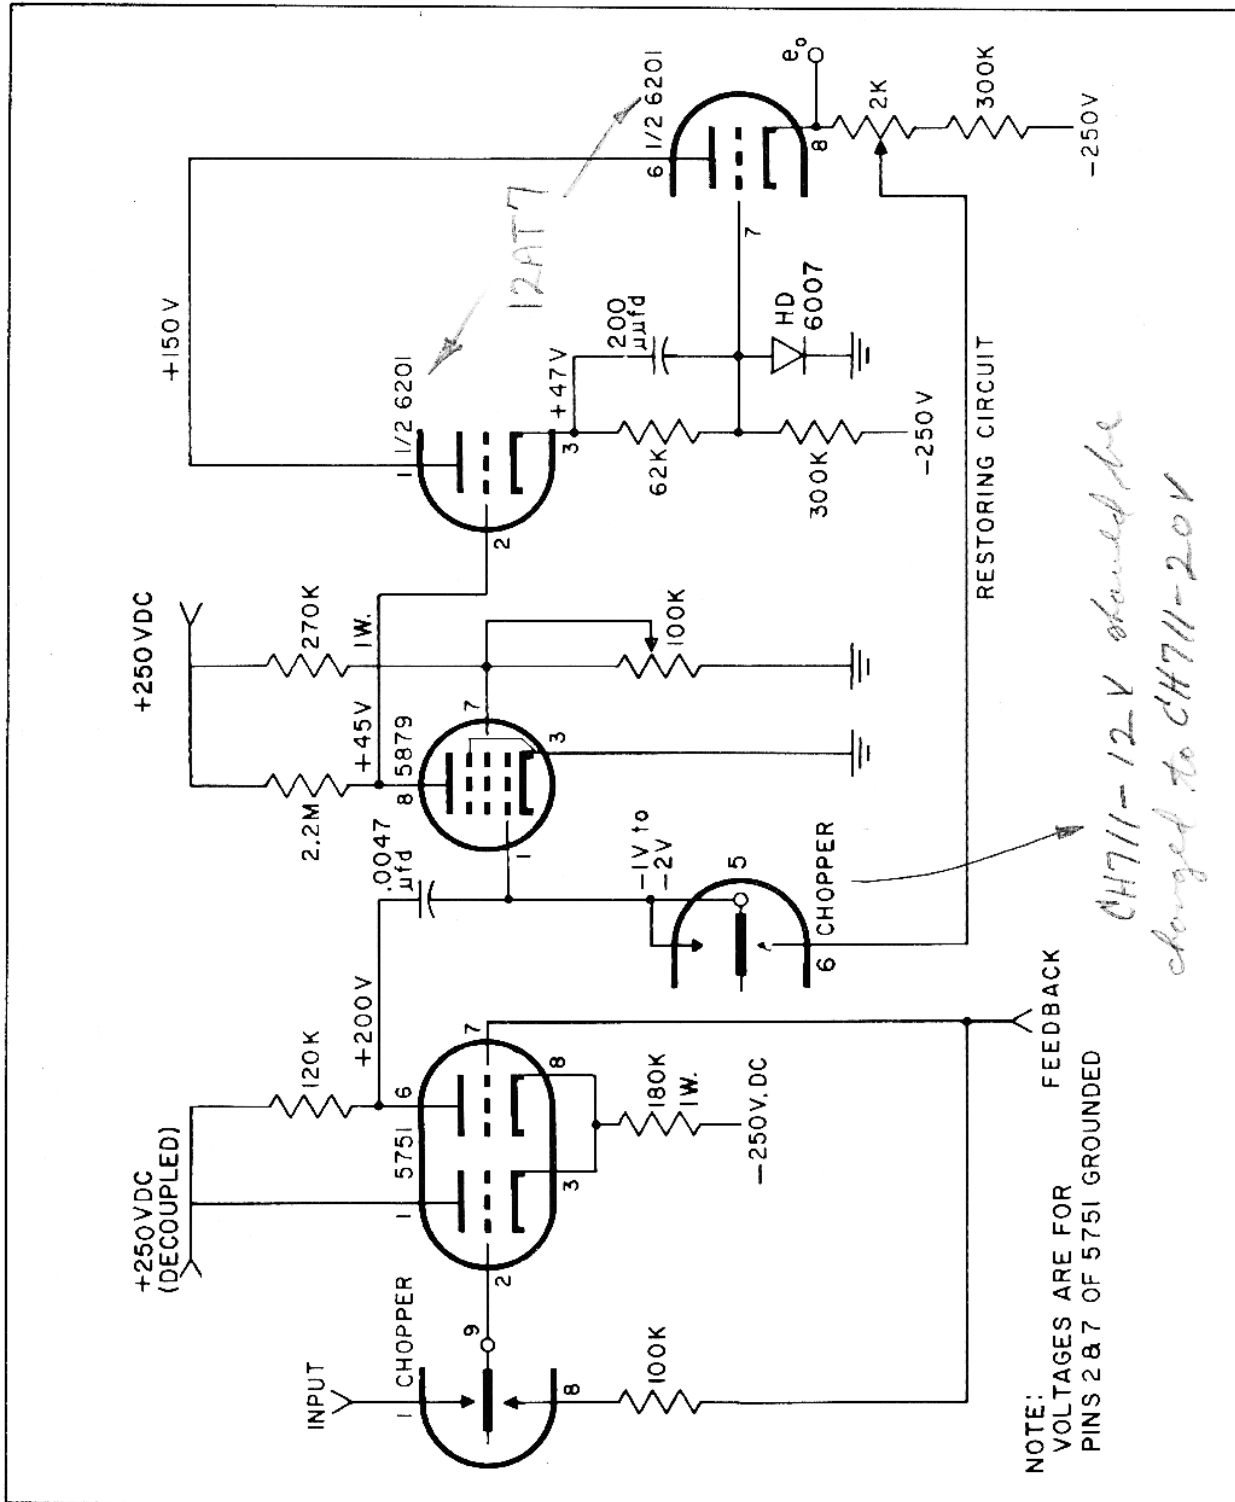 +250VDC
(DECOUPLED)
+250VDC
+150V
INPUT
1
CHOPPER
9
8
100K
120K
+200V
1
5751
6
2
7
3
8
180K
1W.
-250V.DC
.0047
µfd
2.2M
+45V
8
5879
7
1
3
270K
1W.
100K
-1V to
-2V
5
6
CHOPPER
1
1/2 6201
2
3
+47V
62K
300K
-250V
200
µµfd
HD
6007
12AT7
6
1/2 6201
7
8
e₀
2K
300K
-250V
RESTORING CIRCUIT
FEEDBACK
NOTE:
VOLTAGES ARE FOR
PINS 2 & 7 OF 5751 GROUNDED
CH711-12V should be
changed to CH711-20V